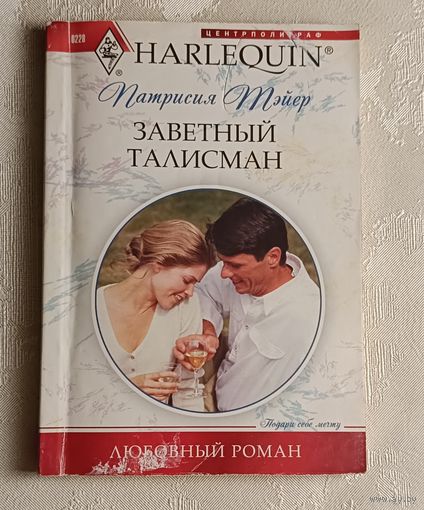 ЦЕНТРПОЛИГРАФ
0228
HARLEQUIN®
®
Патрисия Тэйер
ЗАВЕТНЫЙ
ТАЛИСМАН
Подари себе мечту
ЛЮБОВНЫЙ РОМАН